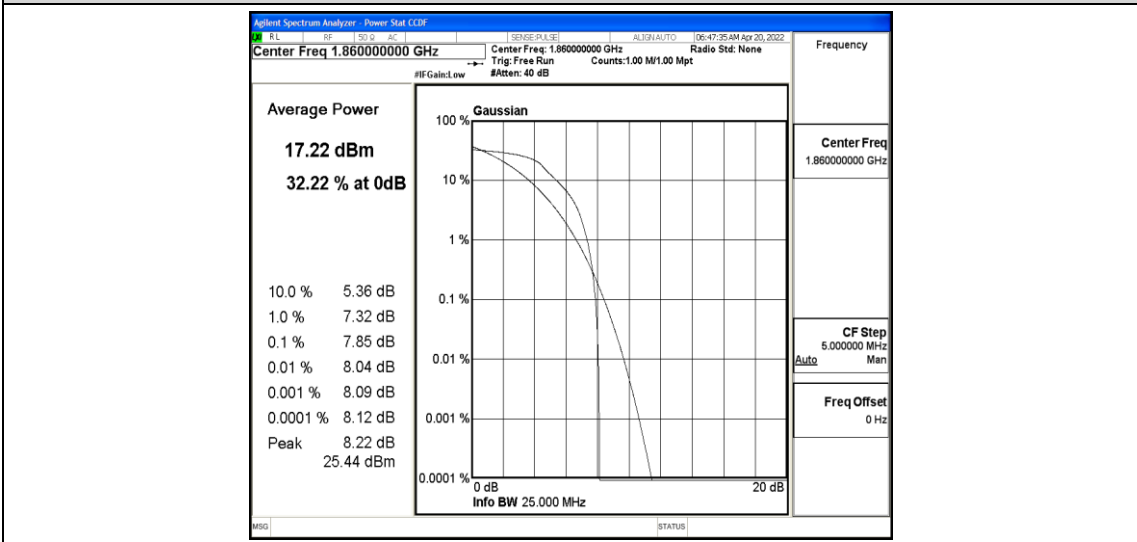 Agilent Spectrum Analyzer - Power Stat CCDF
LXI RL RF 50 Ω AC SENSE:PULSE ALIGNAUTO 06:47:35 AM Apr 20, 2022
Center Freq 1.860000000 GHz
Center Freq: 1.860000000 GHz Radio Std: None
Trig: Free Run Counts:1.00 M/1.00 Mpt
#IFGain:Low #Atten: 40 dB
Frequency
Average Power
17.22 dBm
32.22 % at 0dB
10.0 % 5.36 dB
1.0 % 7.32 dB
0.1 % 7.85 dB
0.01 % 8.04 dB
0.001 % 8.09 dB
0.0001 % 8.12 dB
Peak 8.22 dB
25.44 dBm
Gaussian
100 %
10 %
1 %
0.1 %
0.01 %
0.001 %
0.0001 %
0 dB 20 dB
Info BW 25.000 MHz
Center Freq
1.860000000 GHz
CF Step
5.000000 MHz
Auto Man
Freq Offset
0 Hz
MSG STATUS